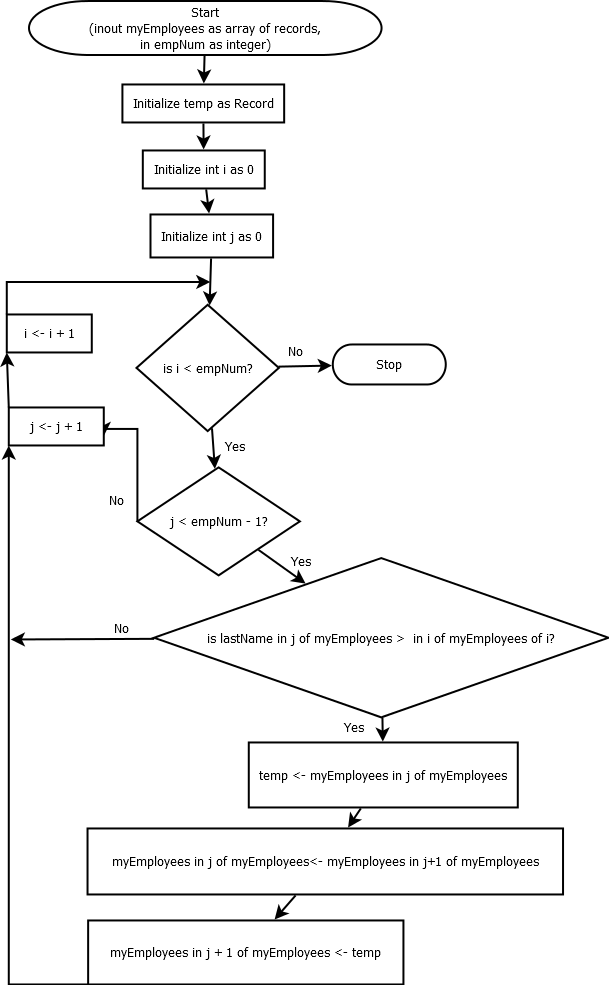 Start
(inout myEmployees as array of records,
in empNum as integer)
Initialize temp as Record
Initialize int i as 0
Initialize int j as 0
i <- i + 1
is i < empNum?
No
Stop
j <- j + 1
Yes
No
j < empNum - 1?
Yes
No
is lastName in j of myEmployees >  in i of myEmployees of i?
Yes
temp <- myEmployees in j of myEmployees
myEmployees in j of myEmployees<- myEmployees in j+1 of myEmployees
myEmployees in j + 1 of myEmployees <- temp